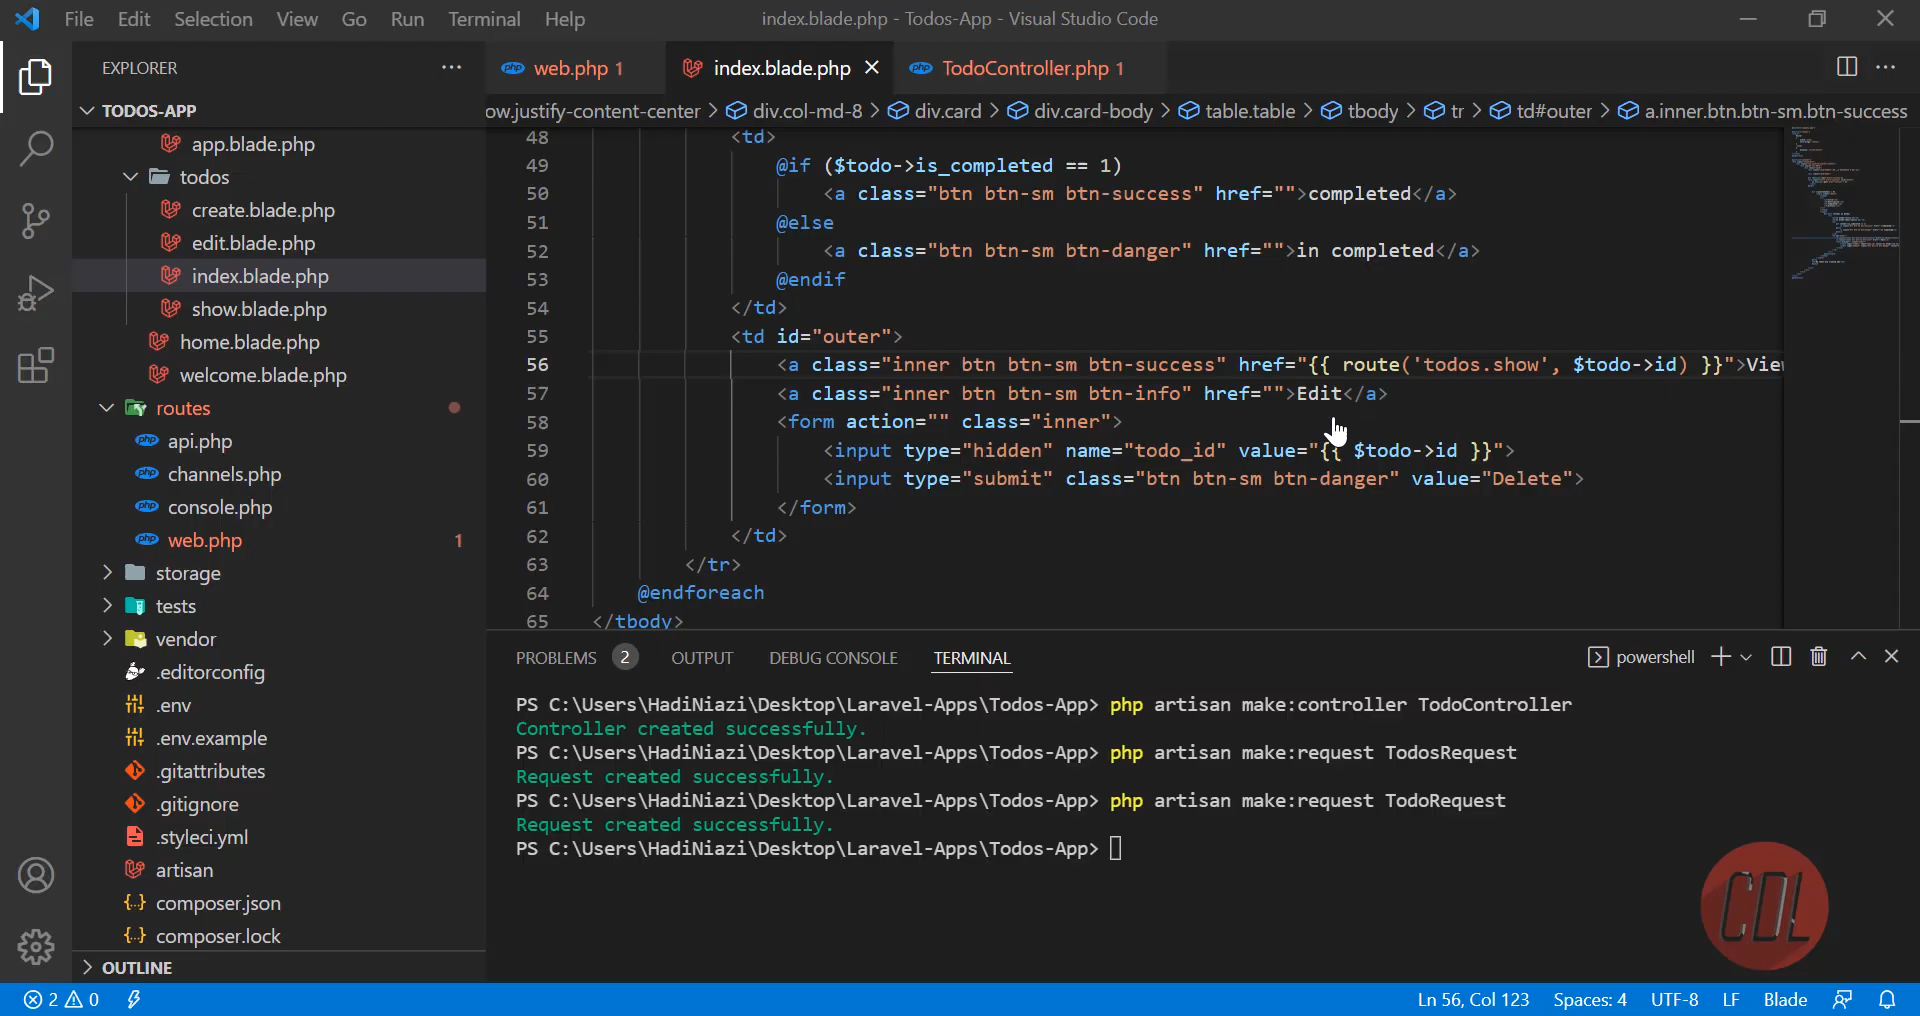 File Edit Selection View Go Run Terminal Help index.blade.php - Todos-App - Visual Studio Code
EXPLORER
TODOS-APP
app.blade.php
todos
create.blade.php
edit.blade.php
index.blade.php
show.blade.php
home.blade.php
welcome.blade.php
routes
api.php
channels.php
console.php
web.php 1
storage
tests
vendor
.editorconfig
.env
.env.example
.gitattributes
.gitignore
.styleci.yml
artisan
composer.json
composer.lock
OUTLINE
web.php 1 index.blade.php TodoController.php 1
ow.justify-content-center > div.col-md-8 > div.card > div.card-body > table.table > tbody > tr > td#outer > a.inner.btn.btn-sm.btn-success
48 <td>
49 @if ($todo->is_completed == 1)
50 <a class="btn btn-sm btn-success" href="">completed</a>
51 @else
52 <a class="btn btn-sm btn-danger" href="">in completed</a>
53 @endif
54 </td>
55 <td id="outer">
56 <a class="inner btn btn-sm btn-success" href="{{ route('todos.show', $todo->id) }}">View
57 <a class="inner btn btn-sm btn-info" href="">Edit</a>
58 <form action="" class="inner">
59 <input type="hidden" name="todo_id" value="{{ $todo->id }}">
60 <input type="submit" class="btn btn-sm btn-danger" value="Delete">
61 </form>
62 </td>
63 </tr>
64 @endforeach
65 </tbody>
PROBLEMS 2 OUTPUT DEBUG CONSOLE TERMINAL powershell
PS C:\Users\HadiNiazi\Desktop\Laravel-Apps\Todos-App> php artisan make:controller TodoController
Controller created successfully.
PS C:\Users\HadiNiazi\Desktop\Laravel-Apps\Todos-App> php artisan make:request TodosRequest
Request created successfully.
PS C:\Users\HadiNiazi\Desktop\Laravel-Apps\Todos-App> php artisan make:request TodoRequest
Request created successfully.
PS C:\Users\HadiNiazi\Desktop\Laravel-Apps\Todos-App>
CDL
2 0 Ln 56, Col 123 Spaces: 4 UTF-8 LF Blade